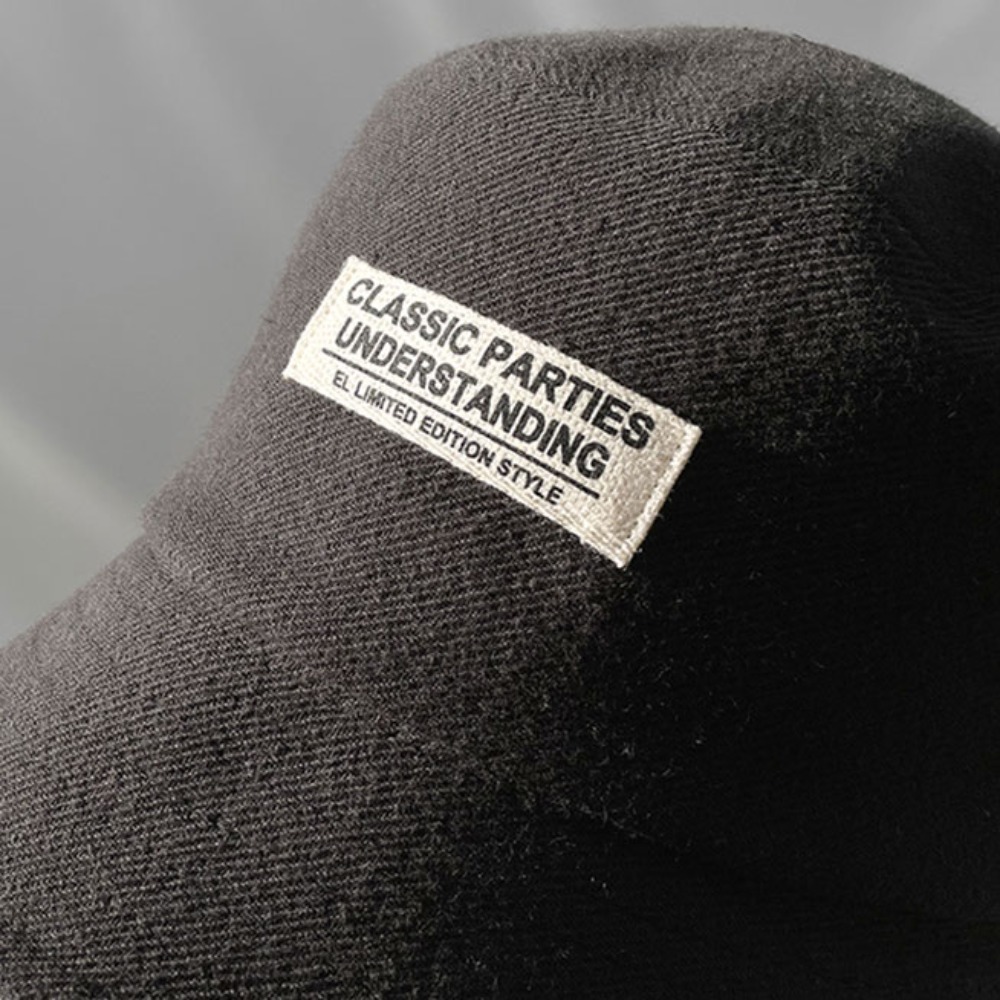 CLASSIC PARTIES
UNDERSTANDING
EL LIMITED EDITION STYLE